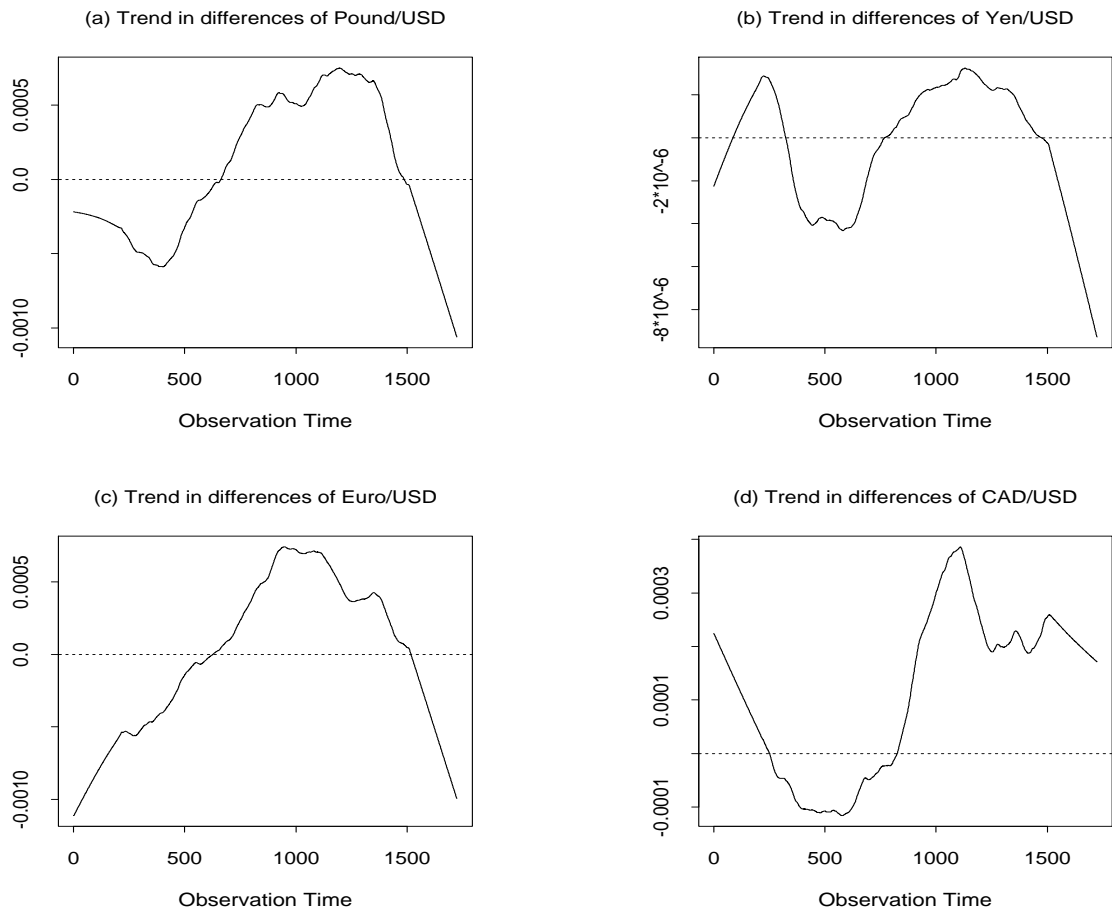 (a) Trend in differences of Pound/USD
0.0005
0.0
-0.0010
0 500 1000 1500
Observation Time
(b) Trend in differences of Yen/USD
-2*10^-6
-8*10^-6
0 500 1000 1500
Observation Time
(c) Trend in differences of Euro/USD
0.0005
0.0
-0.0010
0 500 1000 1500
Observation Time
(d) Trend in differences of CAD/USD
0.0003
0.0001
-0.0001
0 500 1000 1500
Observation Time